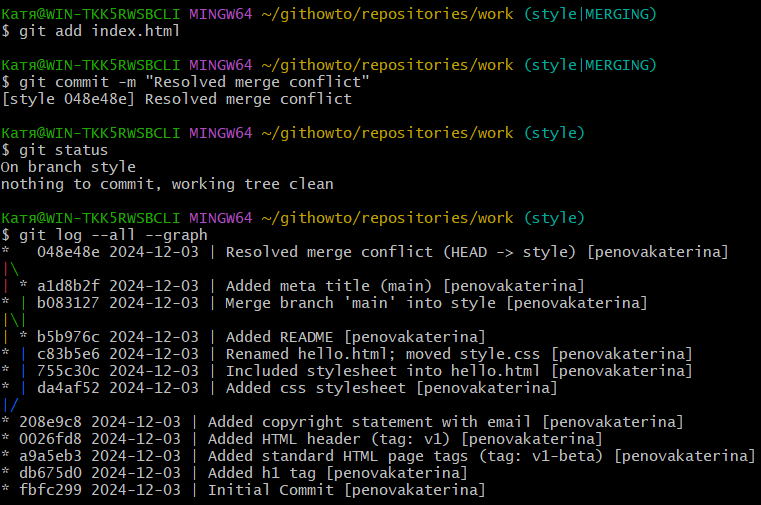 Катя@WIN-TKK5RWSBCLI MINGW64 ~/githowto/repositories/work (style|MERGING)
$ git add index.html

Катя@WIN-TKK5RWSBCLI MINGW64 ~/githowto/repositories/work (style|MERGING)
$ git commit -m "Resolved merge conflict"
[style 048e48e] Resolved merge conflict

Катя@WIN-TKK5RWSBCLI MINGW64 ~/githowto/repositories/work (style)
$ git status
On branch style
nothing to commit, working tree clean

Катя@WIN-TKK5RWSBCLI MINGW64 ~/githowto/repositories/work (style)
$ git log --all --graph
*   048e48e 2024-12-03 | Resolved merge conflict (HEAD -> style) [penovakaterina]
|\
| * a1d8b2f 2024-12-03 | Added meta title (main) [penovakaterina]
* | b083127 2024-12-03 | Merge branch 'main' into style [penovakaterina]
|\|
| * b5b976c 2024-12-03 | Added README [penovakaterina]
* | c83b5e6 2024-12-03 | Renamed hello.html; moved style.css [penovakaterina]
* | 755c30c 2024-12-03 | Included stylesheet into hello.html [penovakaterina]
* | da4af52 2024-12-03 | Added css stylesheet [penovakaterina]
|/
* 208e9c8 2024-12-03 | Added copyright statement with email [penovakaterina]
* 0026fd8 2024-12-03 | Added HTML header (tag: v1) [penovakaterina]
* a9a5eb3 2024-12-03 | Added standard HTML page tags (tag: v1-beta) [penovakaterina]
* db675d0 2024-12-03 | Added h1 tag [penovakaterina]
* fbfc299 2024-12-03 | Initial Commit [penovakaterina]